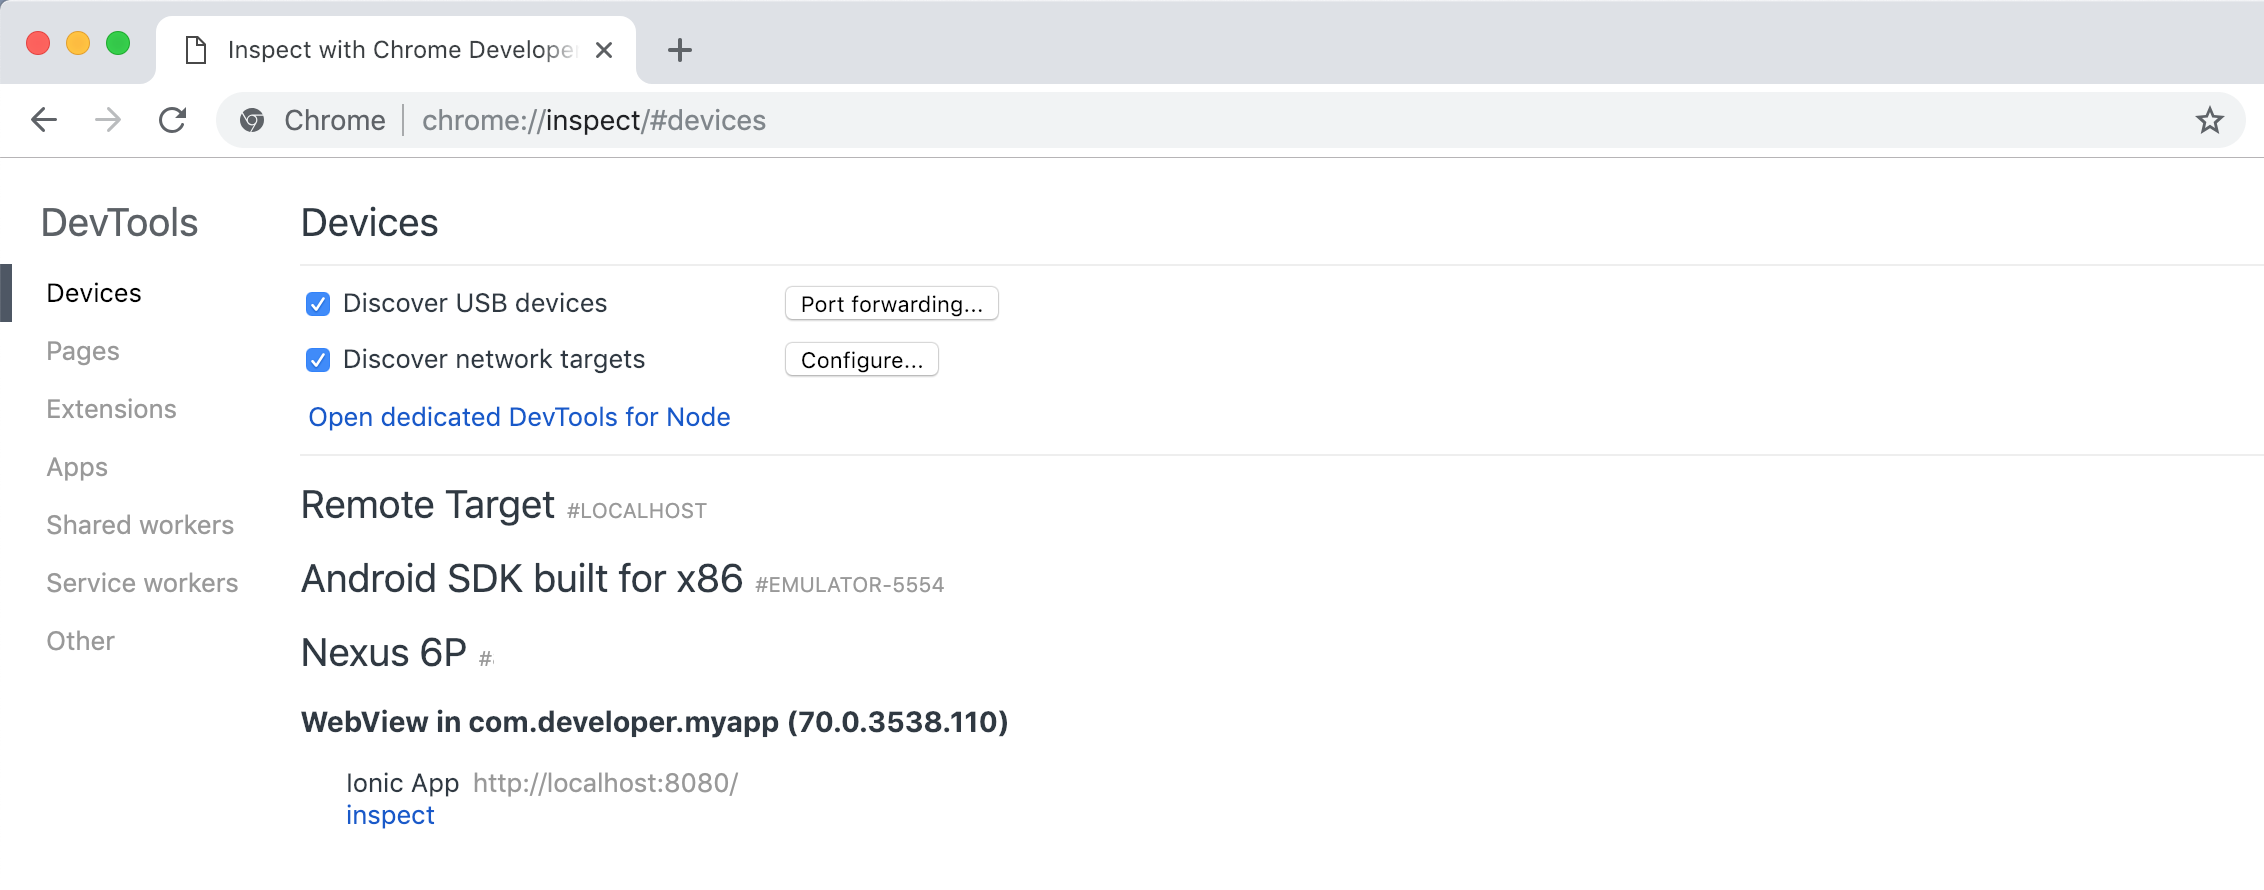 Inspect with Chrome Developer
Chrome chrome://inspect/#devices
DevTools
Devices
Pages
Extensions
Apps
Shared workers
Service workers
Other
Devices
Discover USB devices Port forwarding...
Discover network targets Configure...
Open dedicated DevTools for Node
Remote Target #LOCALHOST
Android SDK built for x86 #EMULATOR-5554
Nexus 6P #
WebView in com.developer.myapp (70.0.3538.110)
Ionic App http://localhost:8080/
inspect